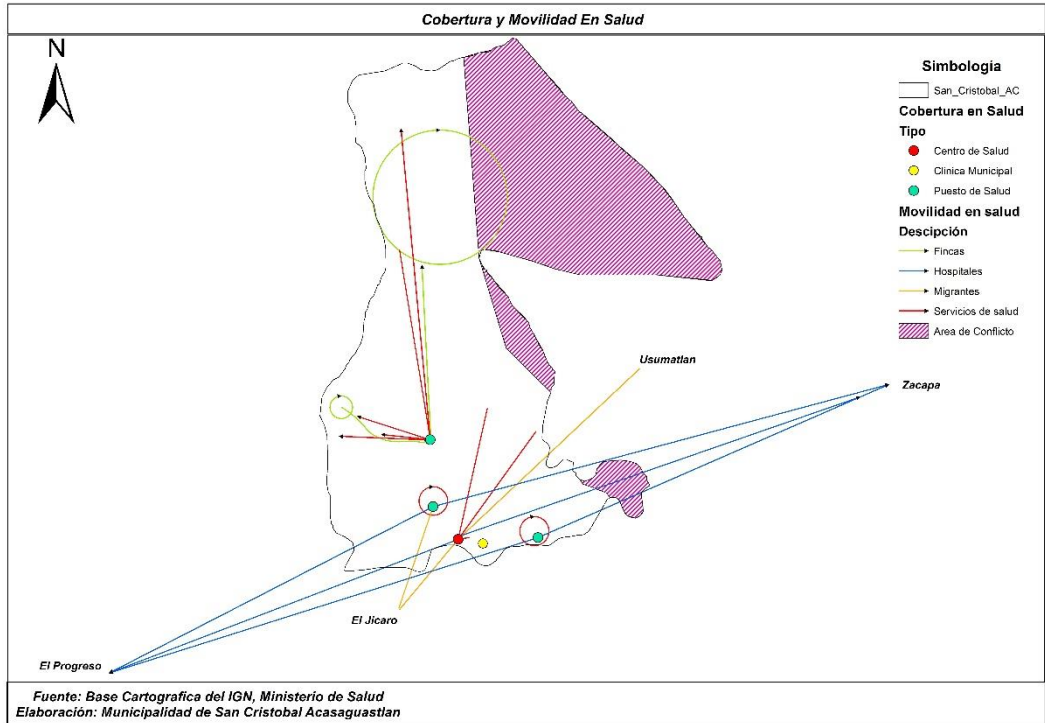 Cobertura y Movilidad En Salud
N
Simbología
San_Cristobal_AC
Cobertura en Salud
Tipo
Centro de Salud
Clinica Municipal
Puesto de Salud
Movilidad en salud
Descipción
Fincas
Hospitales
Migrantes
Servicios de salud
Area de Conflicto
Usumatlan
Zacapa
El Jicaro
El Progreso
Fuente: Base Cartografica del IGN, Ministerio de Salud
Elaboración: Municipalidad de San Cristobal Acasaguastlan